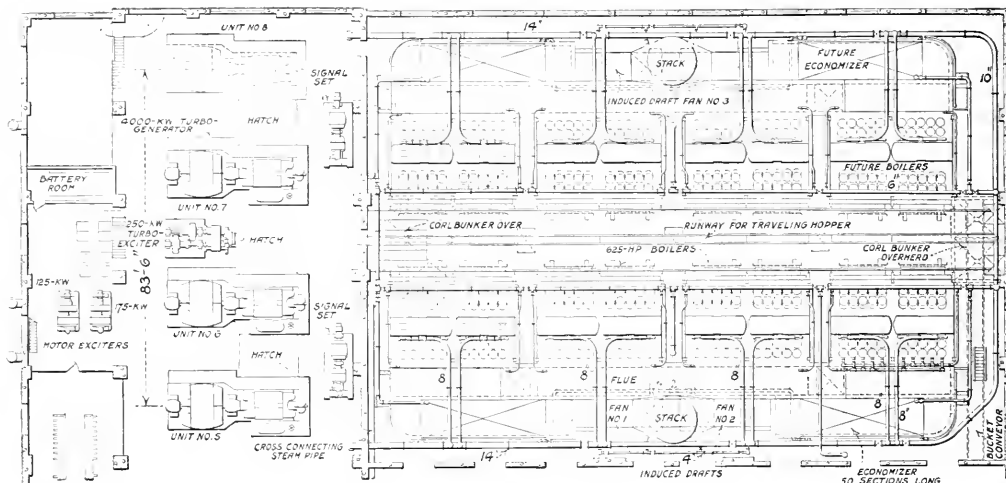 UNIT NO.8
14"
STACK
FUTURE
ECONOMIZER
10"
SIGNAL
SET
INDUCED DRAFT FAN NO 3
4000-KW TURBO-
GENERATOR
HATCH
BATTERY
ROOM
UNIT NO.7
FUTURE BOILERS
6"
250-KW
TURBO-
EXCITER
HATCH
COAL BUNKER OVER
RUNWAY FOR TRAVELING HOPPER
625-HP BOILERS
COAL BUNKER
OVERHEAD
83'-6"
125-KW
175-KW
MOTOR EXCITERS
UNIT NO.6
SIGNAL
SET
HATCH
8"
8"
8"
FLUE
8"
8"
FAN
NO 1
STACK
FAN
NO 2
UNIT NO.5
CROSS CONNECTING
STEAM PIPE
14"
4"
INDUCED DRAFTS
ECONOMIZER
50 SECTIONS LONG
BUCKET
CONVEYOR